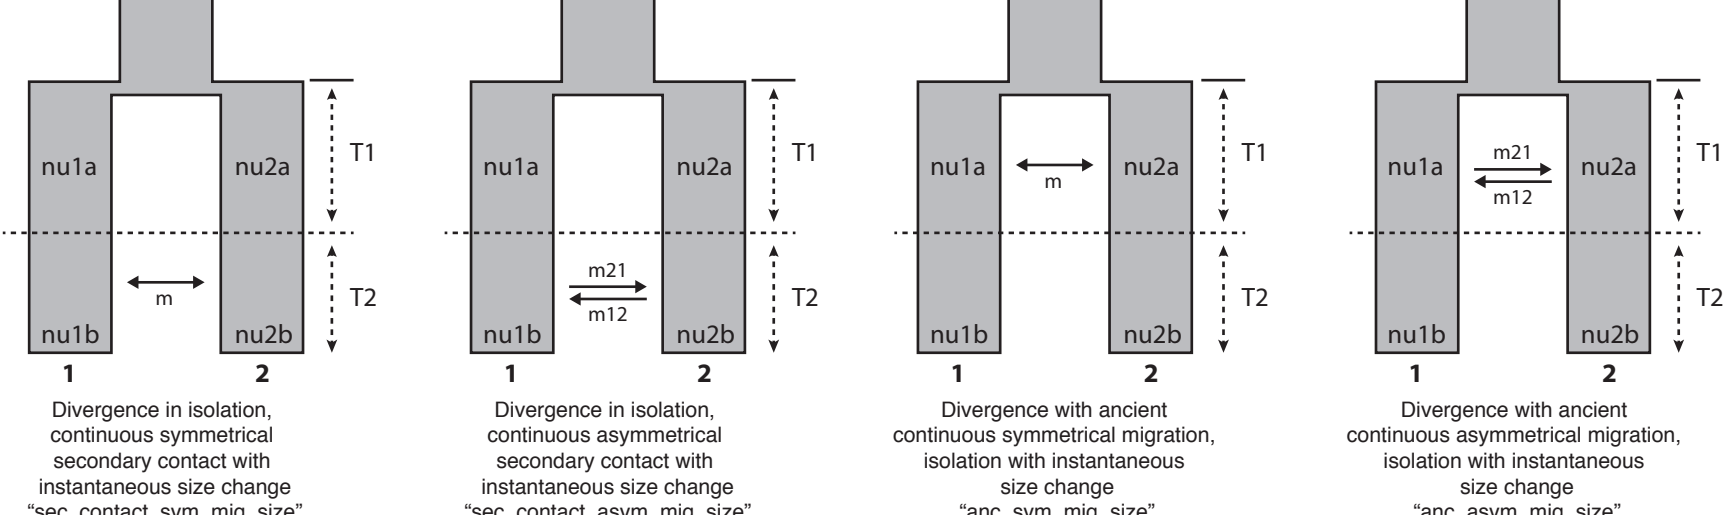 nu1a
nu2a
T1
m
T2
nu1b
nu2b
1
2
Divergence in isolation,
continuous symmetrical
secondary contact with
instantaneous size change
“sec_contact_sym_mig_size”
nu1a
nu2a
T1
m21
m12
T2
nu1b
nu2b
1
2
Divergence in isolation,
continuous asymmetrical
secondary contact with
instantaneous size change
“sec_contact_asym_mig_size”
nu1a
m
nu2a
T1
T2
nu1b
nu2b
1
2
Divergence with ancient
continuous symmetrical migration,
isolation with instantaneous
size change
“anc_sym_mig_size”
nu1a
m21
m12
nu2a
T1
T2
nu1b
nu2b
1
2
Divergence with ancient
continuous asymmetrical migration,
isolation with instantaneous
size change
“anc_asym_mig_size”